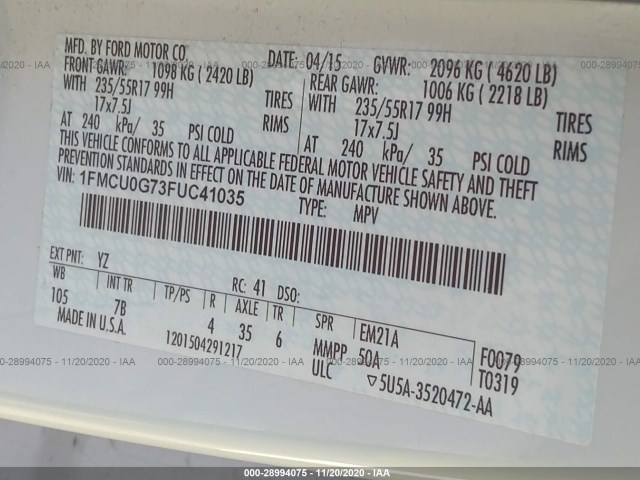 MFD. BY FORD MOTOR CO. DATE: 04/15 GVWR: 2096 KG ( 4620 LB)
FRONT GAWR: 1098 KG ( 2420 LB) REAR GAWR: 1006 KG ( 2218 LB)
WITH 235/55R17 99H TIRES WITH 235/55R17 99H TIRES
17x7.5J RIMS 17x7.5J RIMS
AT 240 kPa/ 35 PSI COLD AT 240 kPa/ 35 PSI COLD
THIS VEHICLE CONFORMS TO ALL APPLICABLE FEDERAL MOTOR VEHICLE SAFETY AND THEFT
PREVENTION STANDARDS IN EFFECT ON THE DATE OF MANUFACTURE SHOWN ABOVE.
VIN: 1FMCU0G73FUC41035 TYPE: MPV
EXT PNT: YZ RC: 41 DSO:
WB INT TR TP/PS R AXLE TR SPR
105 7B 4 35 6 EM21A
MADE IN U.S.A. 1201504291217 MMPP 50A F0079
ULC ▽5U5A-3520472-AA T0319
000-28994075 - 11/20/2020 - IAA